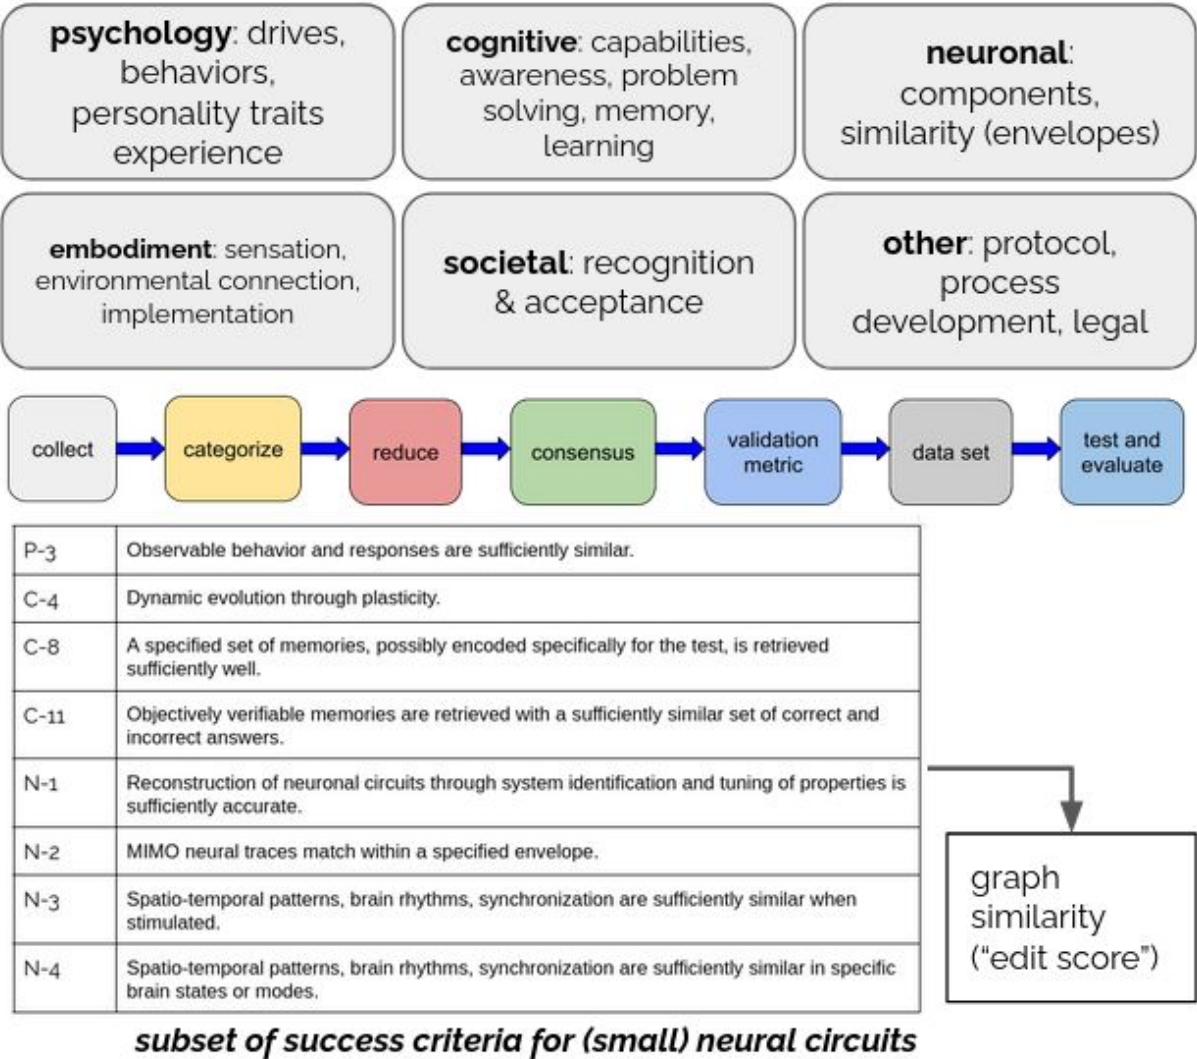 psychology: drives,
behaviors,
personality traits
experience
cognitive: capabilities,
awareness, problem
solving, memory,
learning
neuronal:
components,
similarity (envelopes)
embodiment: sensation,
environmental connection,
implementation
societal: recognition
& acceptance
other: protocol,
process
development, legal
collect
categorize
reduce
consensus
validation
metric
data set
test and
evaluate
P-3
Observable behavior and responses are sufficiently similar.
C-4
Dynamic evolution through plasticity.
C-8
A specified set of memories, possibly encoded specifically for the test, is retrieved
sufficiently well.
C-11
Objectively verifiable memories are retrieved with a sufficiently similar set of correct and
incorrect answers.
N-1
Reconstruction of neuronal circuits through system identification and tuning of properties is
sufficiently accurate.
N-2
MIMO neural traces match within a specified envelope.
N-3
Spatio-temporal patterns, brain rhythms, synchronization are sufficiently similar when
stimulated.
N-4
Spatio-temporal patterns, brain rhythms, synchronization are sufficiently similar in specific
brain states or modes.
graph
similarity
(“edit score”)
subset of success criteria for (small) neural circuits